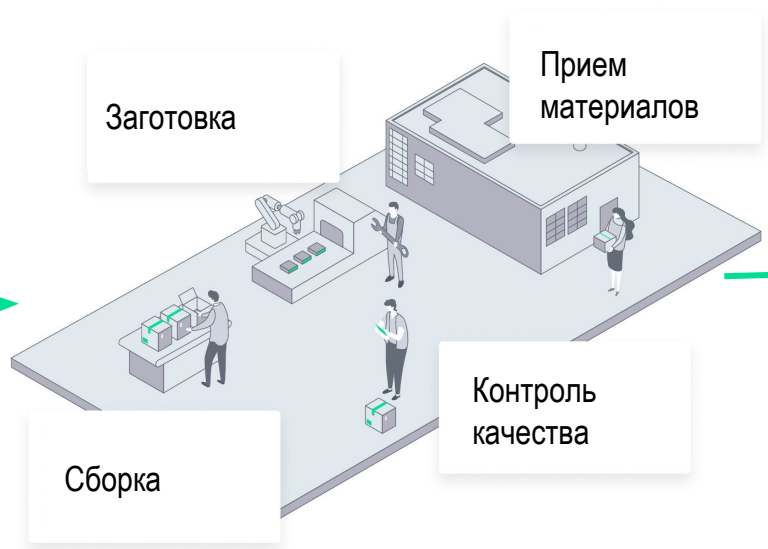 Прием
материалов
Заготовка
Контроль
качества
Сборка